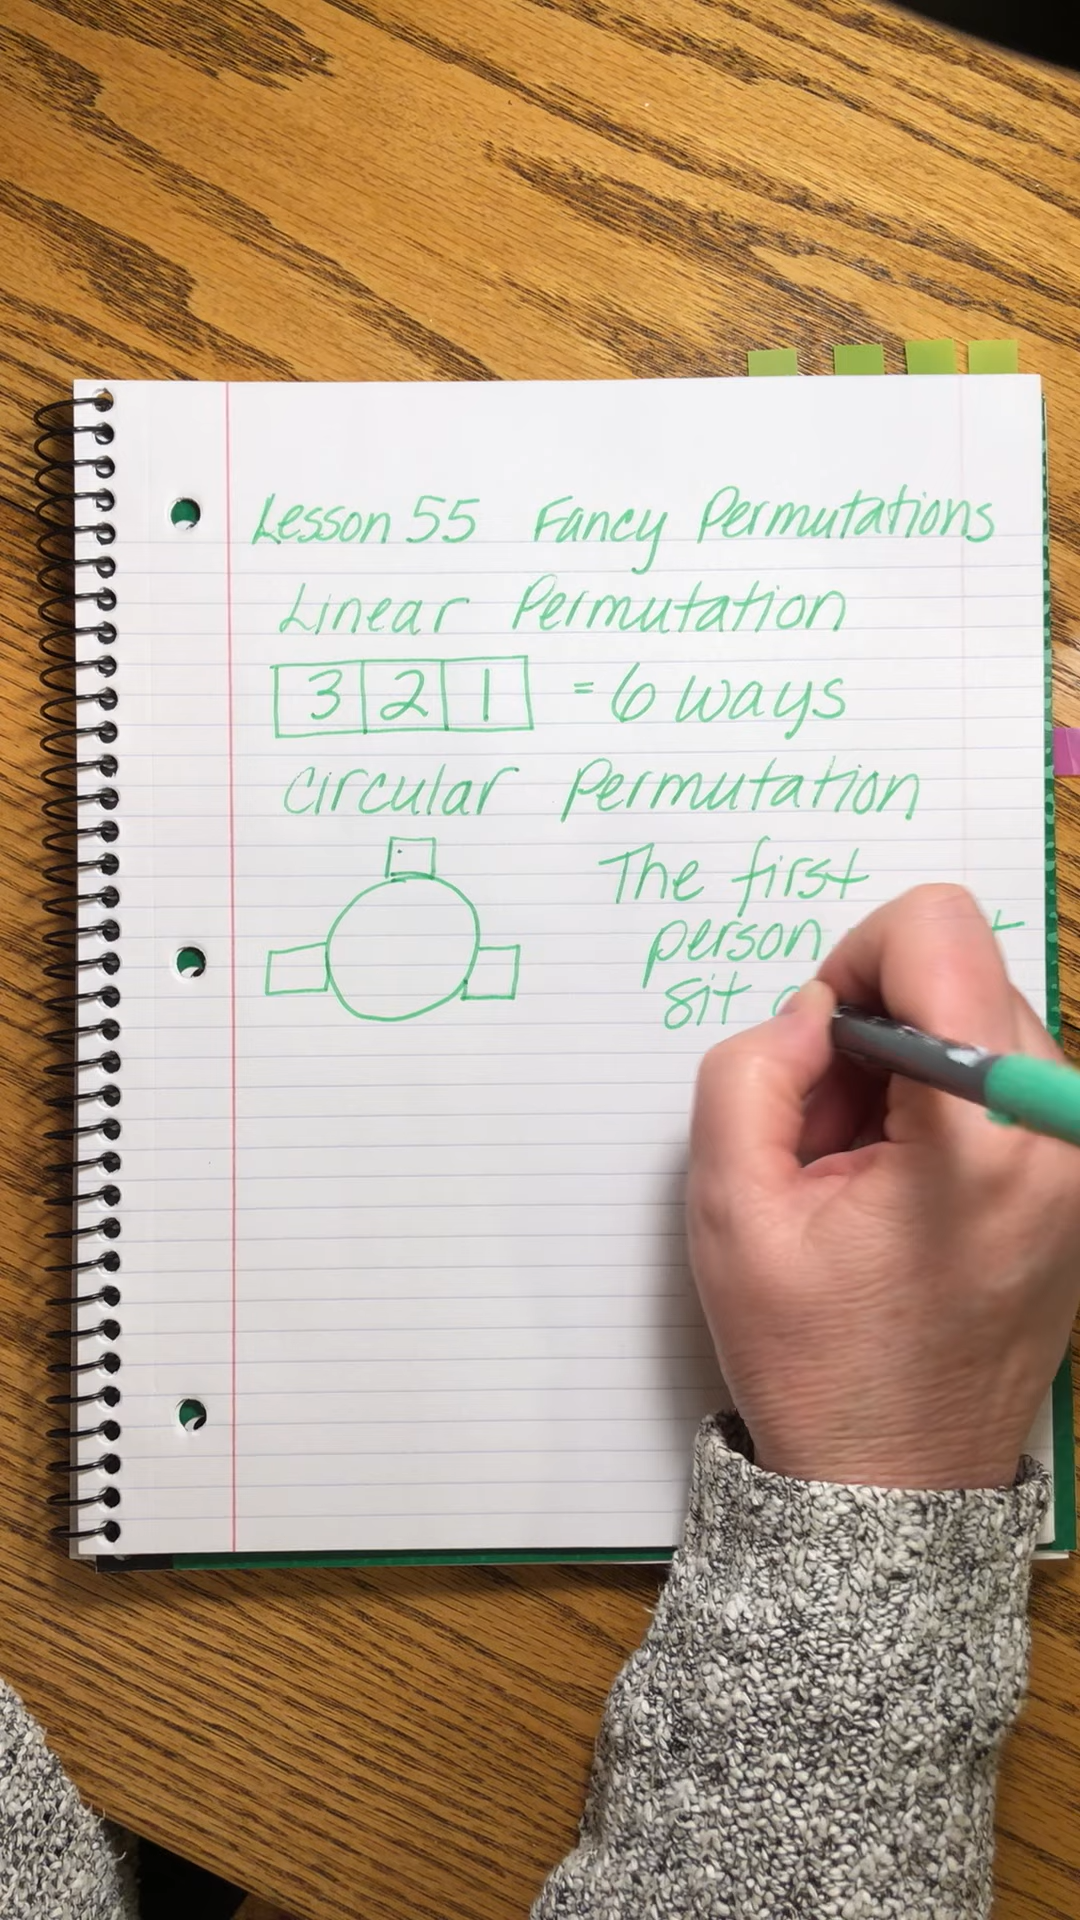 Lesson 55 Fancy Permutations
Linear Permutation
3 2 1 = 6 ways
Circular Permutation
The first
person
sit